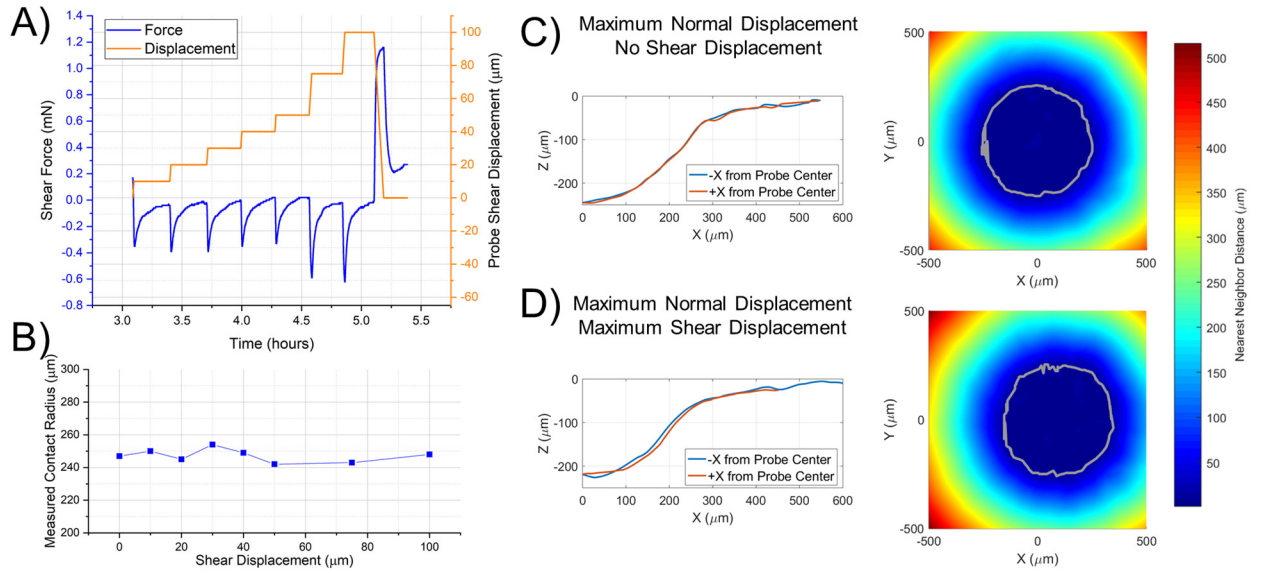 A)
Force
Displacement
1.4
1.2
1.0
0.8
0.6
0.4
0.2
0.0
-0.2
-0.4
-0.6
-0.8
Shear Force (mN)
100
80
60
40
20
0
-20
-40
-60
Probe Shear Displacement (μm)
3.0 3.5 4.0 4.5 5.0 5.5
Time (hours)
B)
Measured Contact Radius (μm)
300
280
260
240
220
200
0 20 40 60 80 100
Shear Displacement (μm)
C)
Maximum Normal Displacement
No Shear Displacement
0
-100
-200
Z (μm)
-X from Probe Center
+X from Probe Center
0 100 200 300 400 500 600
X (μm)
500
0
-500
Y (μm)
-500 0 500
X (μm)
D)
Maximum Normal Displacement
Maximum Shear Displacement
0
-100
-200
Z (μm)
-X from Probe Center
+X from Probe Center
0 100 200 300 400 500 600
X (μm)
500
0
-500
Y (μm)
-500 0 500
X (μm)
500
450
400
350
300
250
200
150
100
50
Nearest Neighbor Distance (μm)